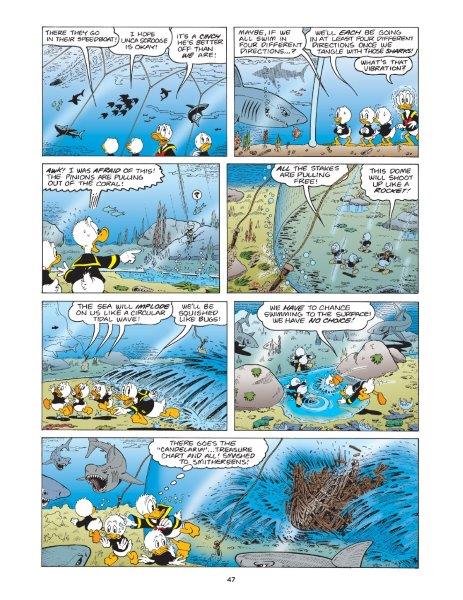 THERE THEY GO
IN THEIR SPEEDBOAT!
I HOPE
UNCA SCROOGE
IS OKAY!
IT'S A CINCH
HE'S BETTER
OFF THAN
WE ARE!
MAYBE, IF WE
ALL SWIM IN
FOUR DIFFERENT
DIRECTIONS...?
WE'LL EACH BE GOING
IN AT LEAST FOUR DIFFERENT
DIRECTIONS ONCE WE
TANGLE WITH THOSE SHARKS!
WHAT'S THAT
VIBRATION?
AWK! I WAS AFRAID OF THIS!
THE PINIONS ARE PULLING
OUT OF THE CORAL!
ALL THE STAKES
ARE PULLING
FREE!
THIS DOME
WILL SHOOT
UP LIKE A
ROCKET!
THE SEA WILL IMPLODE
ON US LIKE A CIRCULAR
TIDAL WAVE!
WE'LL BE
SQUISHED
LIKE BUGS!
WE HAVE TO CHANCE
SWIMMING TO THE SURFACE!
WE HAVE NO CHOICE!
THERE GOES THE
"CANDELARIA"... TREASURE
CHART AND ALL! SMASHED
TO SMITHEREENS!
47